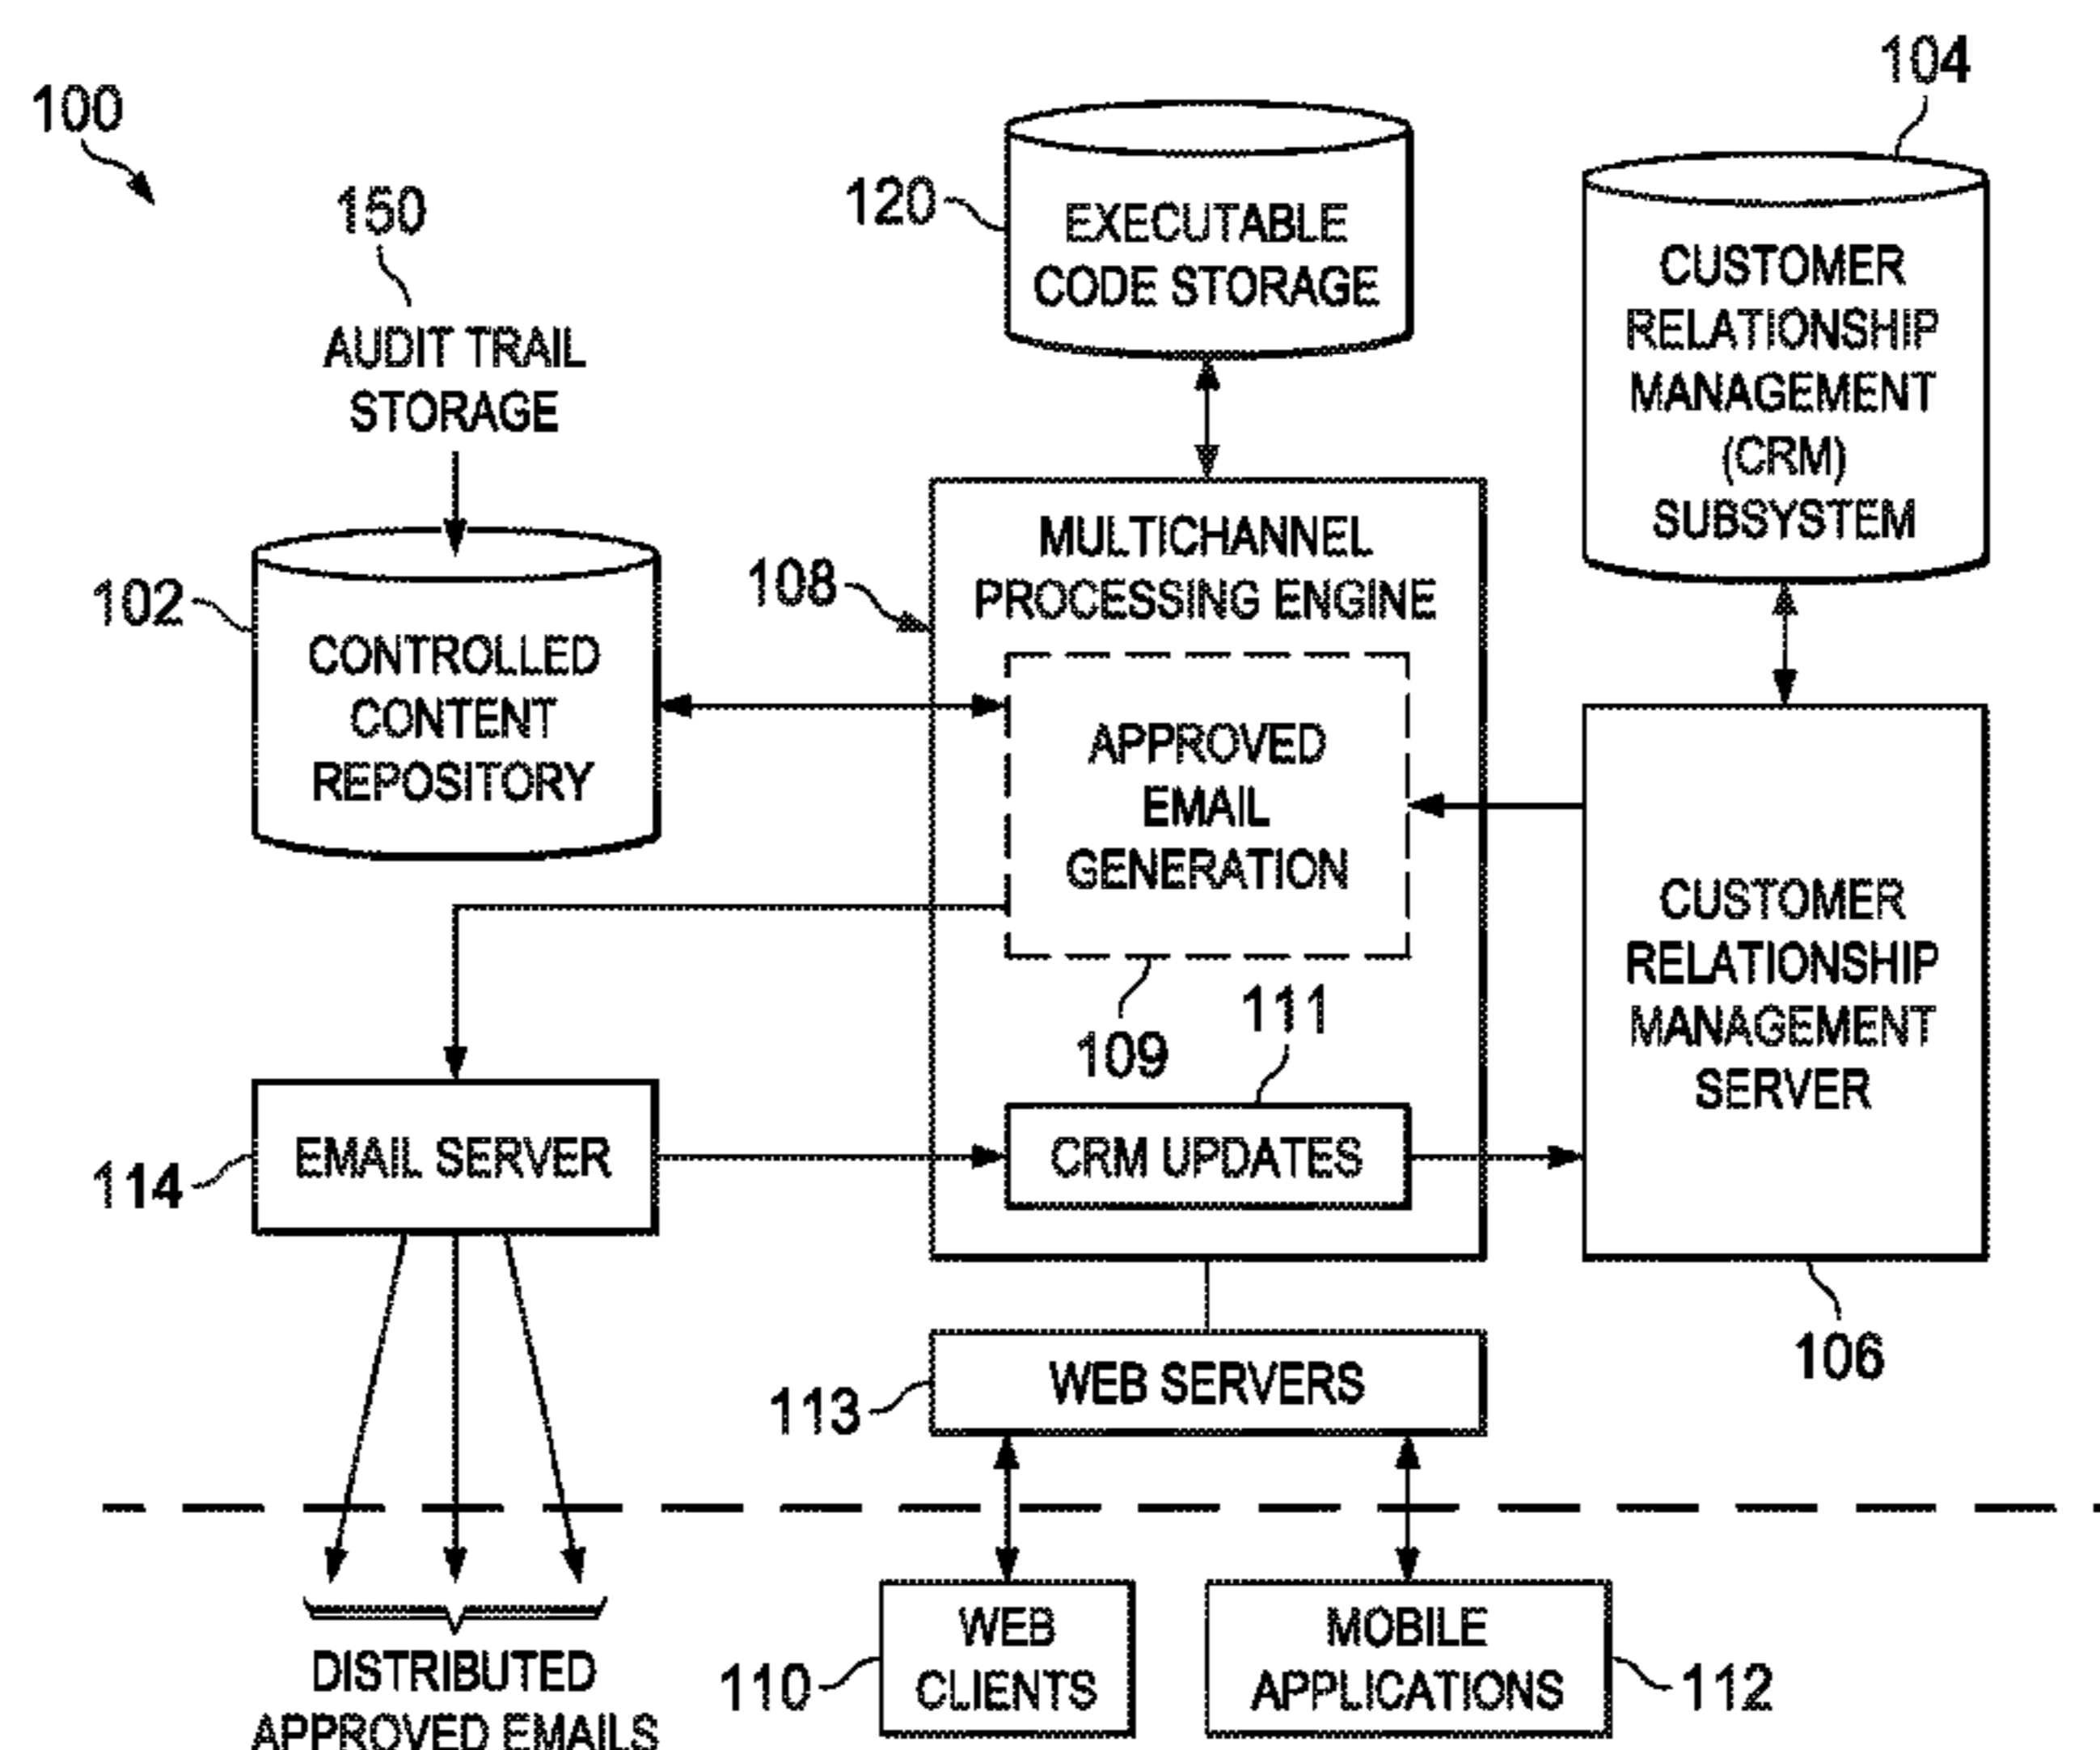 100
104
150
120
EXECUTABLE
CODE STORAGE
CUSTOMER
RELATIONSHIP
MANAGEMENT
(CRM)
SUBSYSTEM
AUDIT TRAIL
STORAGE
102
CONTROLLED
CONTENT
REPOSITORY
108
MULTICHANNEL
PROCESSING ENGINE
APPROVED
EMAIL
GENERATION
109
111
CUSTOMER
RELATIONSHIP
MANAGEMENT
SERVER
106
114
EMAIL SERVER
CRM UPDATES
113
WEB SERVERS
DISTRIBUTED
APPROVED EMAILS
110
WEB
CLIENTS
MOBILE
APPLICATIONS
112